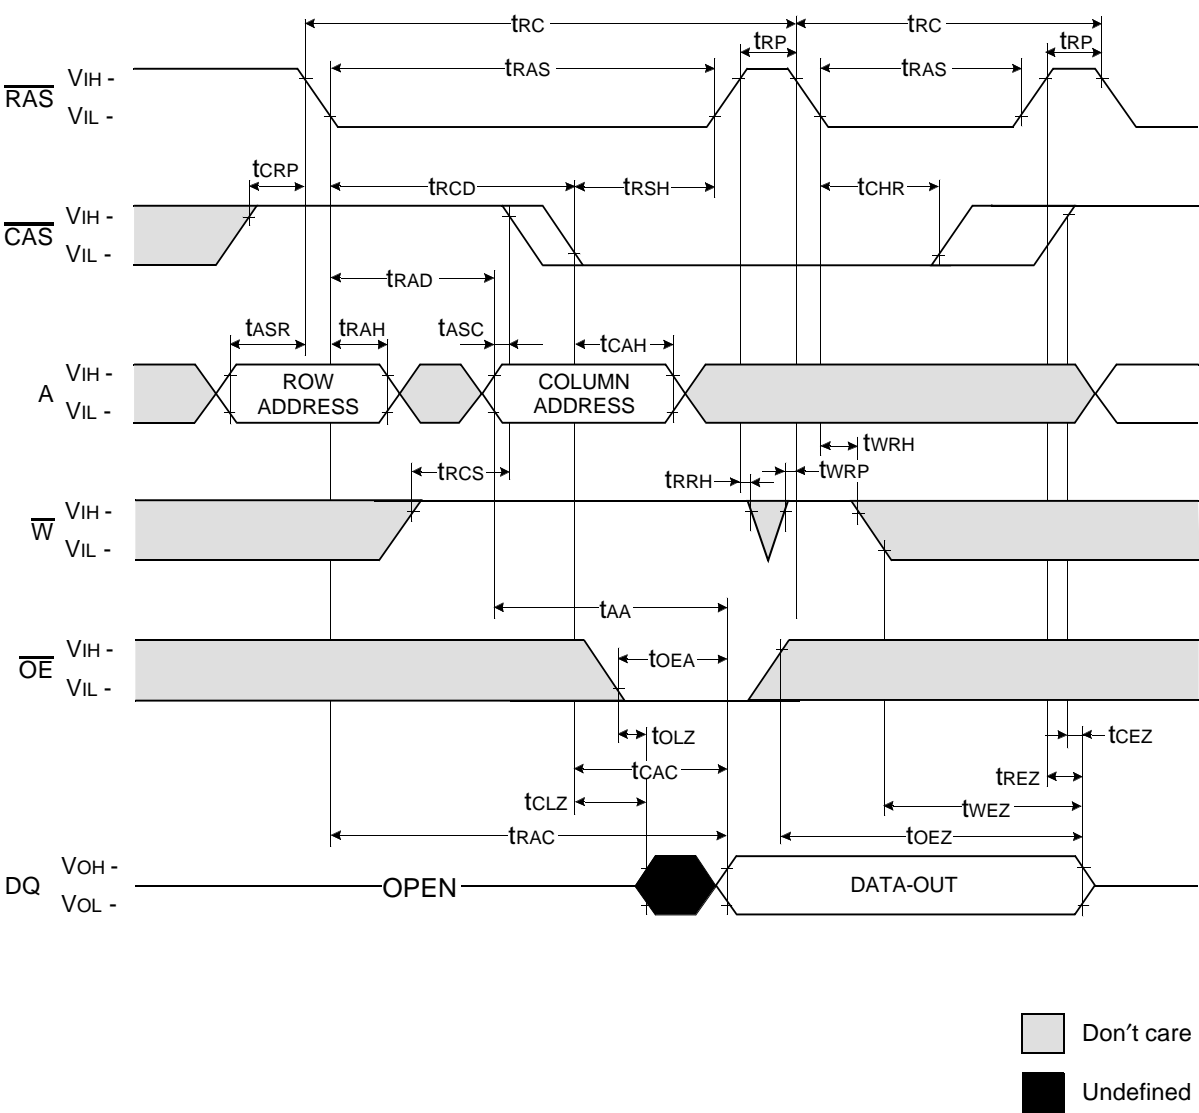 tRC tRC
tRP tRP
tRAS tRAS
RAS VIH -
VIL -
tCRP tRCD tRSH tCHR
CAS VIH -
VIL -
tRAD
tASR tRAH tASC tCAH
A VIH -
VIL -
ROW
ADDRESS
COLUMN
ADDRESS
tWRH
tRCS tRRH tWRP
W VIH -
VIL -
tAA
OE VIH -
VIL -
tOEA
tOLZ tCEZ
tCAC tREZ
tCLZ tWEZ
tRAC tOEZ
DQ VOH -
VOL -
OPEN DATA-OUT
Don′t care
Undefined